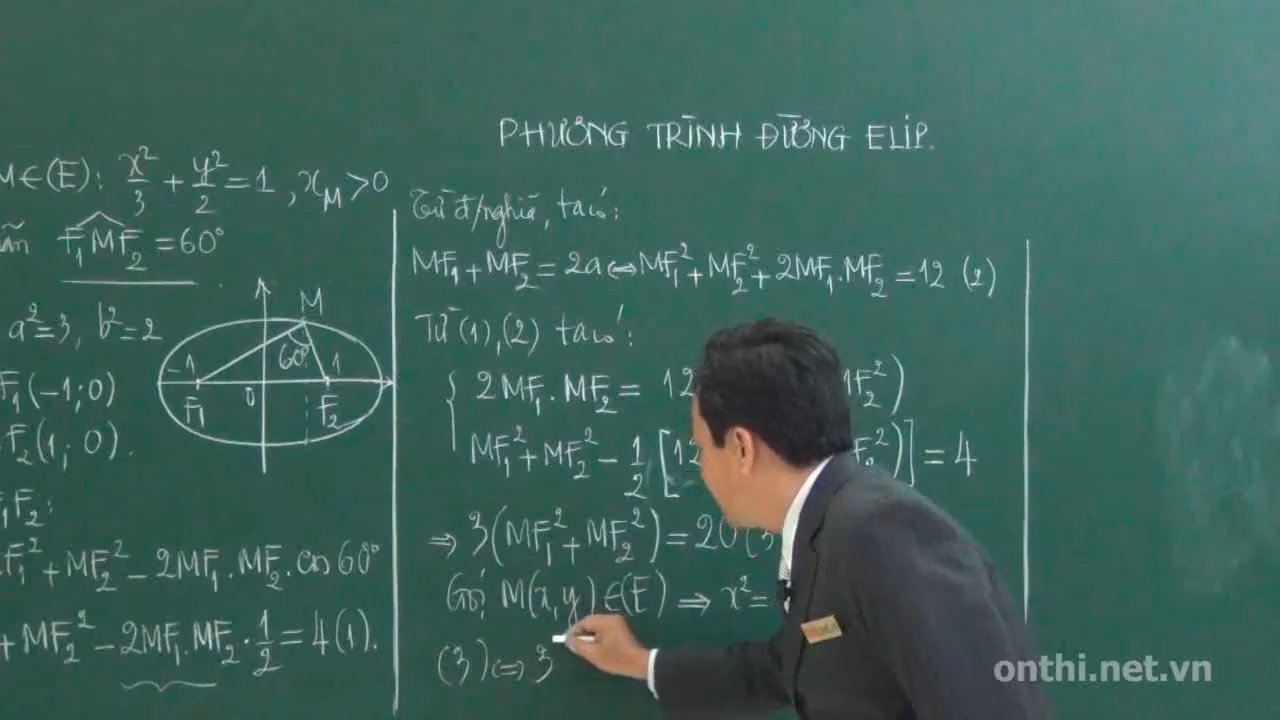 PHƯƠNG TRÌNH ĐƯỜNG ELIP.
M∈(E): x²/3 + y²/2 = 1, x_M > 0
F₁MF₂ = 60°
a² = 3, b² = 2
F₁(-1; 0)
F₂(1; 0).
M
60°
-1
1
F₁
0
F₂
F₁F₂:
F₁² + MF₂² - 2MF₁.MF₂.cos 60°
+ MF₂² - 2MF₁.MF₂.1/2 = 4 (1).
Từ đ/nghĩã, ta có:
MF₁ + MF₂ = 2a ⇔ MF₁² + MF₂² + 2MF₁.MF₂ = 12 (2)
Từ (1), (2) ta có:
2MF₁.MF₂ = 12 F₂²)
MF₁² + MF₂² - 1/2 [12 F₂²)] = 4
⇒ 3(MF₁² + MF₂²) = 20 (3
Gọi M(x,y) ∈ (E) ⇒ x² =
(3) ⇔ 3
onthi.net.vn